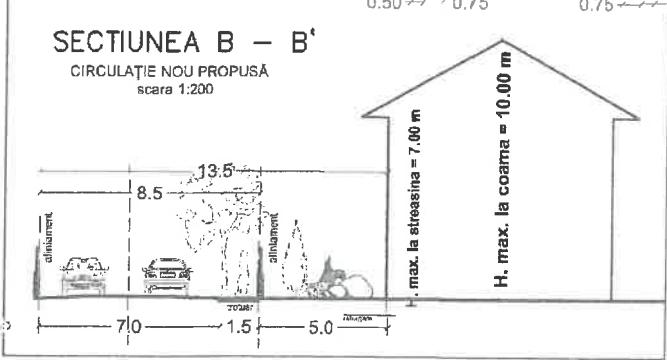 0.50 0.75 0.75
SECTIUNEA B - B'
CIRCULAȚIE NOU PROPUSĂ
scara 1:200
13.5
8.5
aliniament
aliniament
. max. la streasina = 7.00 m
H. max. la coama = 10.00 m
trotuar
7.0 1.5 5.0